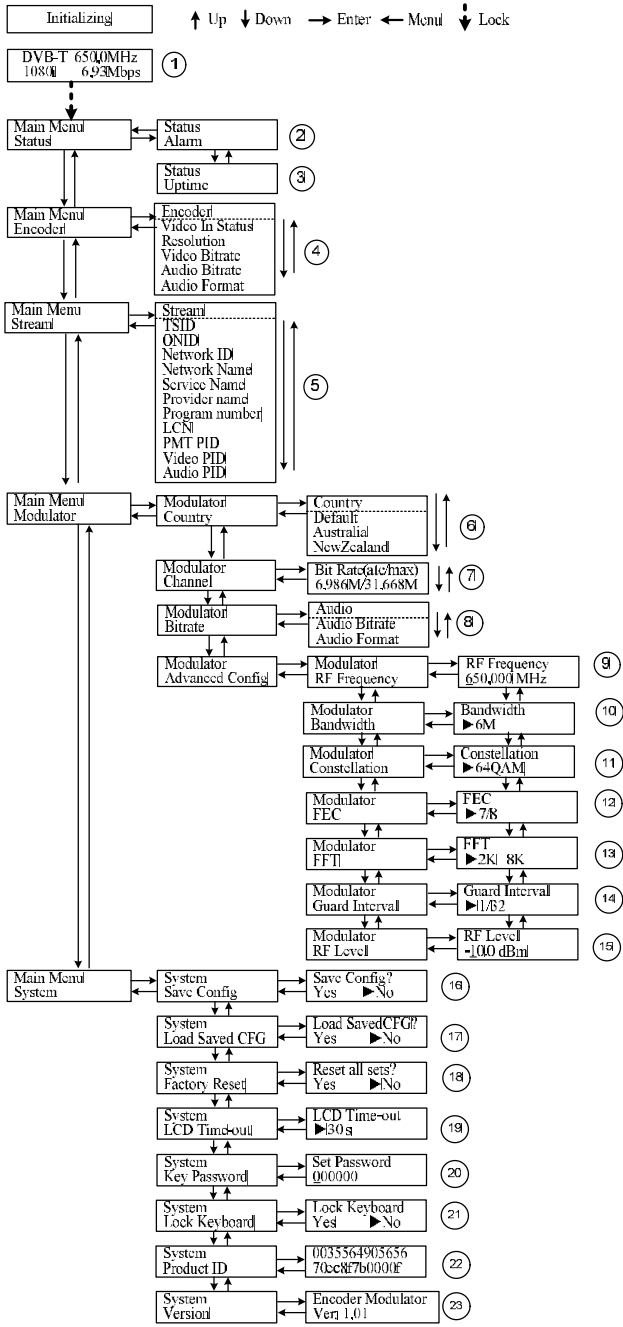 Initializing
Up Down Enter Menu Lock
DVB-T 650.0MHz
1080i 6.93Mbps
1
Main Menu
Status
Status
Alarm
2
Status
Uptime
3
Main Menu
Encoder
Encoder
Video In Status
Resolution
Video Bitrate
Audio Bitrate
Audio Format
4
Main Menu
Stream
Stream
TSID
ONID
Network ID
Network Name
Service Name
Provider name
Program number
LCN
PMT PID
Video PID
Audio PID
5
Main Menu
Modulator
Modulator
Country
Country
Default
Australia
NewZealand
6
Modulator
Channel
Bit Rate(atc/max)
6.986M/31.668M
7
Modulator
Bitrate
Audio
Audio Bitrate
Audio Format
8
Modulator
Advanced Config
Modulator
RF Frequency
RF Frequency
650.000 MHz
9
Modulator
Bandwidth
Bandwidth
►6M
10
Modulator
Constellation
Constellation
►64QAM
11
Modulator
FEC
FEC
►7/8
12
Modulator
FFT
FFT
►2K 8K
13
Modulator
Guard Interval
Guard Interval
►1/32
14
Modulator
RF Level
RF Level
-10.0 dBm
15
Main Menu
System
System
Save Config
Save Config?
Yes ►No
16
System
Load Saved CFG
Load SavedCFG?
Yes ►No
17
System
Factory Reset
Reset all sets?
Yes ►No
18
System
LCD Time-out
LCD Time-out
►30 s
19
System
Key Password
Set Password
000000
20
System
Lock Keyboard
Lock Keyboard
Yes ►No
21
System
Product ID
0035564905656
70cc8f7b0000f
22
System
Version
Encoder Modulator
Ver: 1.01
23